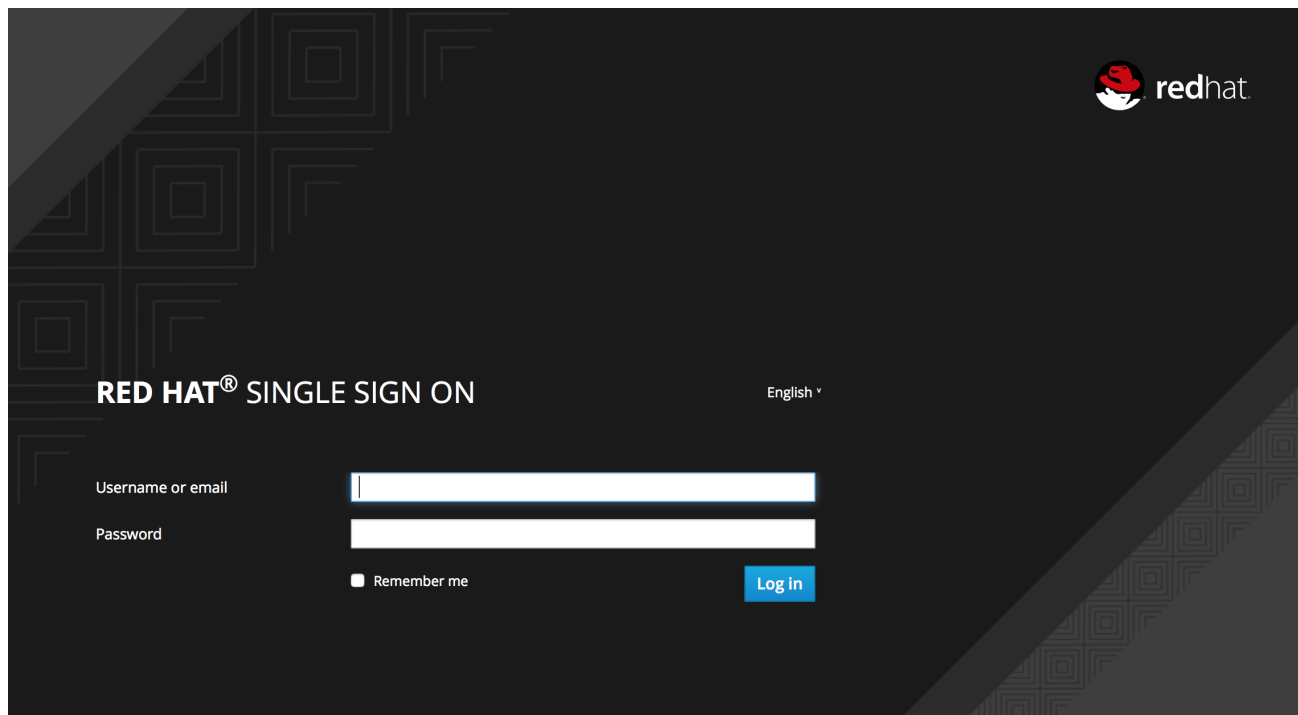 redhat.
RED HAT® SINGLE SIGN ON
English ˅
Username or email
Password
Remember me
Log in